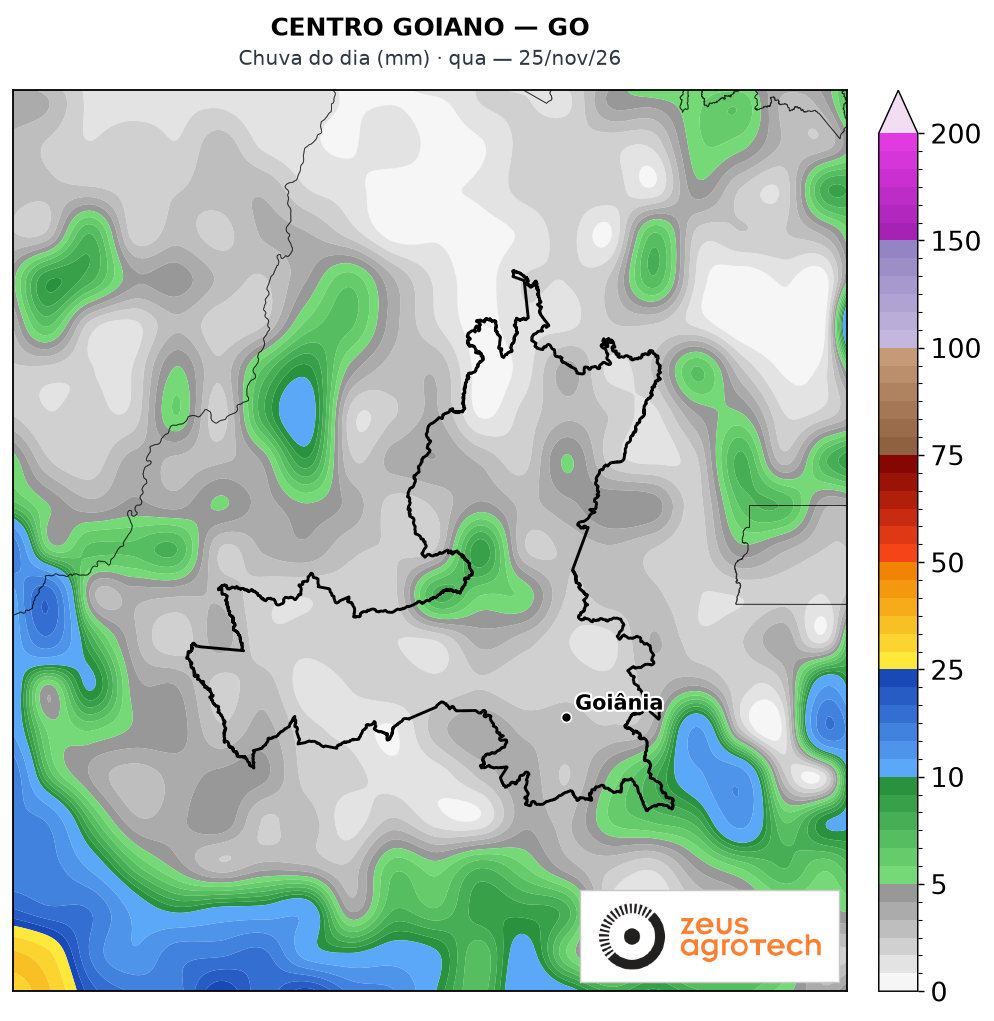 CENTRO GOIANO — GO
Chuva do dia (mm) · qua — 25/nov/26
200
150
100
75
50
25
10
5
0
Goiânia
zeus
agrotech